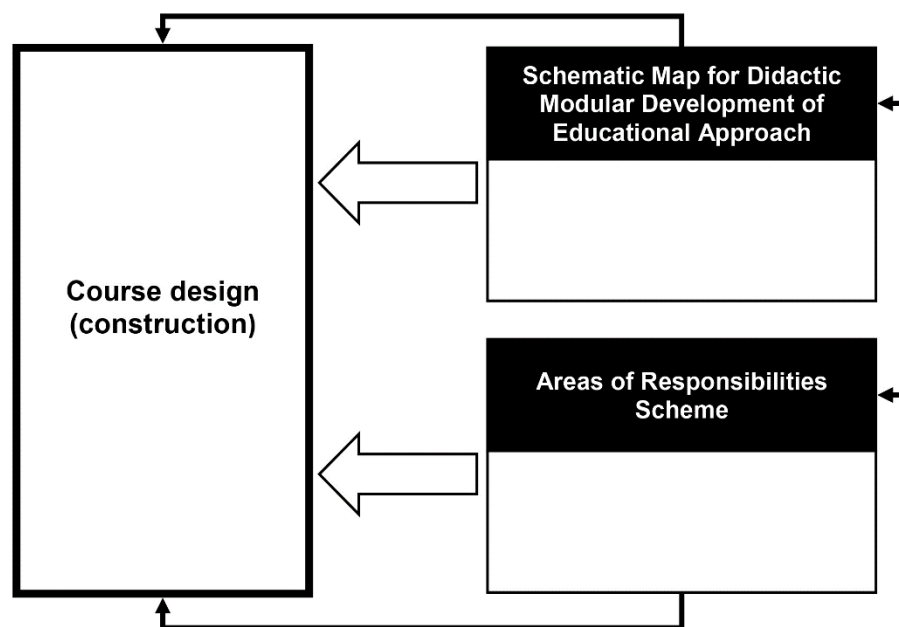 Schematic Map for Didactic
Modular Development of
Educational Approach
Course design
(construction)
Areas of Responsibilities
Scheme